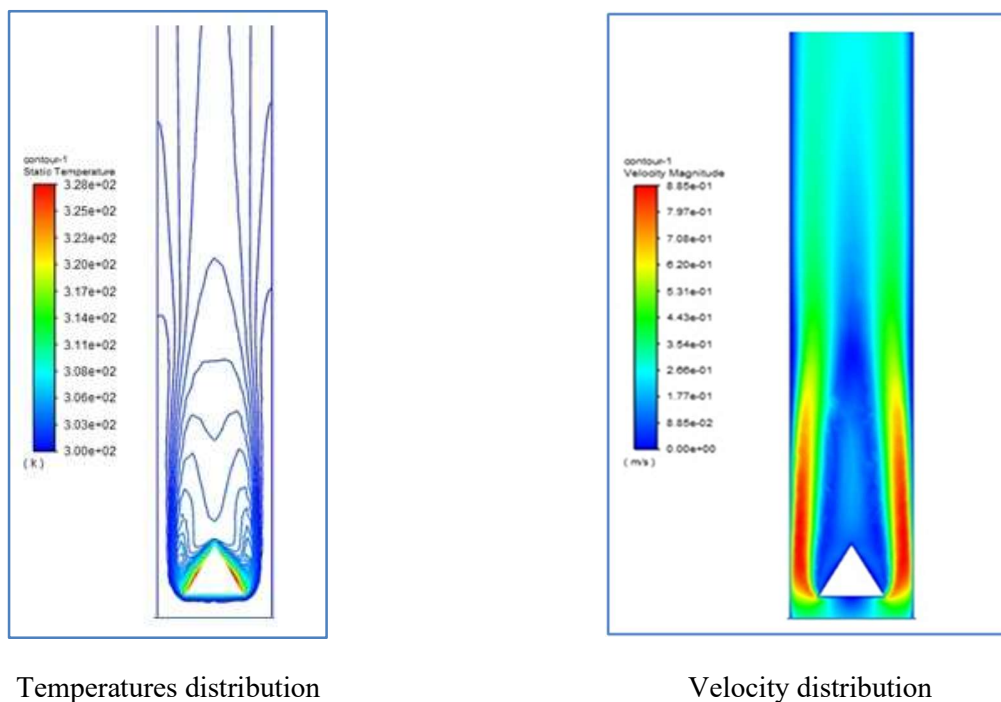 contour-1
Static Temperature
3.28e+02
3.25e+02
3.23e+02
3.20e+02
3.17e+02
3.14e+02
3.11e+02
3.08e+02
3.06e+02
3.03e+02
3.00e+02
( k )
contour-1
Velocity Magnitude
8.85e-01
7.97e-01
7.08e-01
6.20e-01
5.31e-01
4.43e-01
3.54e-01
2.66e-01
1.77e-01
8.85e-02
0.00e+00
( m/s )
Temperatures distribution
Velocity distribution